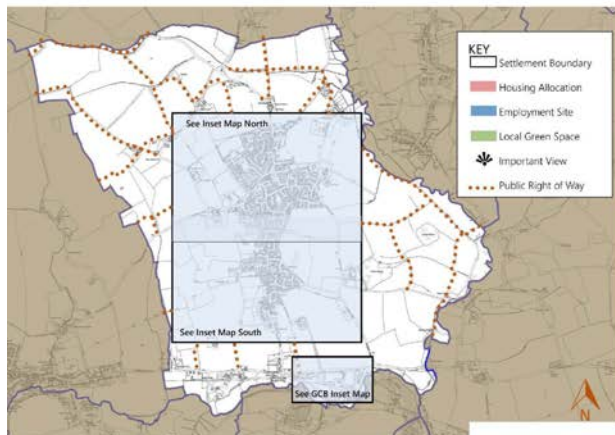 See Inset Map North
See Inset Map South
See GCB Inset Map
KEY
Settlement Boundary
Housing Allocation
Employment Site
Local Green Space
Important View
Public Right of Way
N